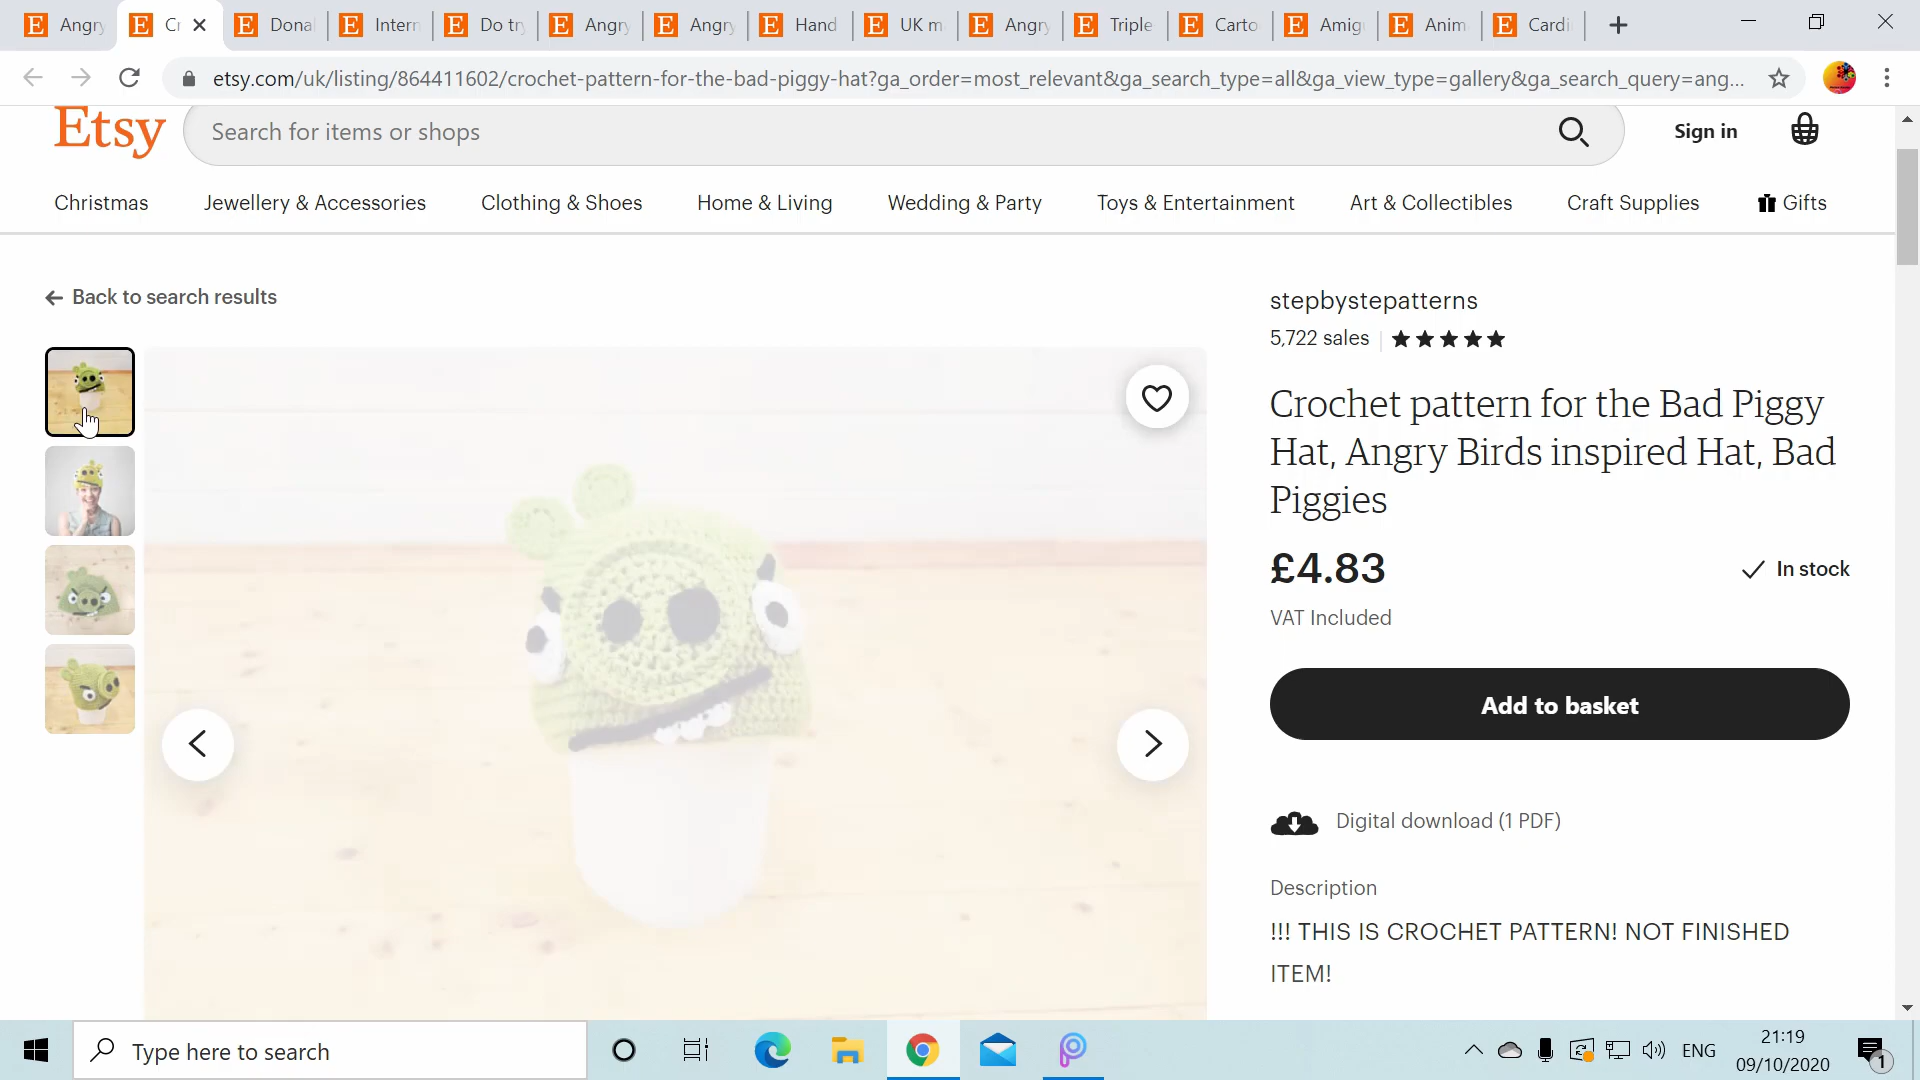 Angry
Cr
Dona
Intern
Do try
Angry
Angry
Hand
UK m
Angry
Triple
Carto
Amig
Anim
Cardi
etsy.com/uk/listing/864411602/crochet-pattern-for-the-bad-piggy-hat?ga_order=most_relevant&ga_search_type=all&ga_view_type=gallery&ga_search_query=ang...
Etsy
Search for items or shops
Sign in
Christmas
Jewellery & Accessories
Clothing & Shoes
Home & Living
Wedding & Party
Toys & Entertainment
Art & Collectibles
Craft Supplies
Gifts
Back to search results
stepbystepatterns
5,722 sales
Crochet pattern for the Bad Piggy
Hat, Angry Birds inspired Hat, Bad
Piggies
£4.83
In stock
VAT Included
Add to basket
Digital download (1 PDF)
Description
!!! THIS IS CROCHET PATTERN! NOT FINISHED
ITEM!
Type here to search
ENG
21:19
09/10/2020
1